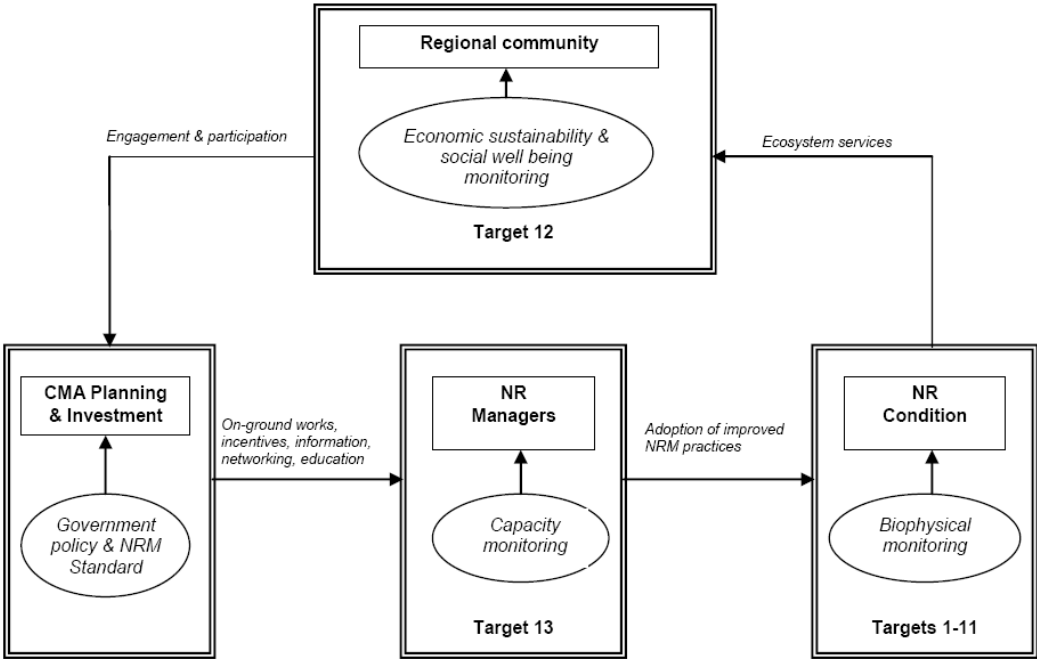 Regional community
Economic sustainability &
social well being
monitoring
Target 12
Engagement & participation
Ecosystem services
CMA Planning
& Investment
Government
policy & NRM
Standard
On-ground works,
incentives, information,
networking, education
NR
Managers
Capacity
monitoring
Target 13
Adoption of improved
NRM practices
NR
Condition
Biophysical
monitoring
Targets 1-11